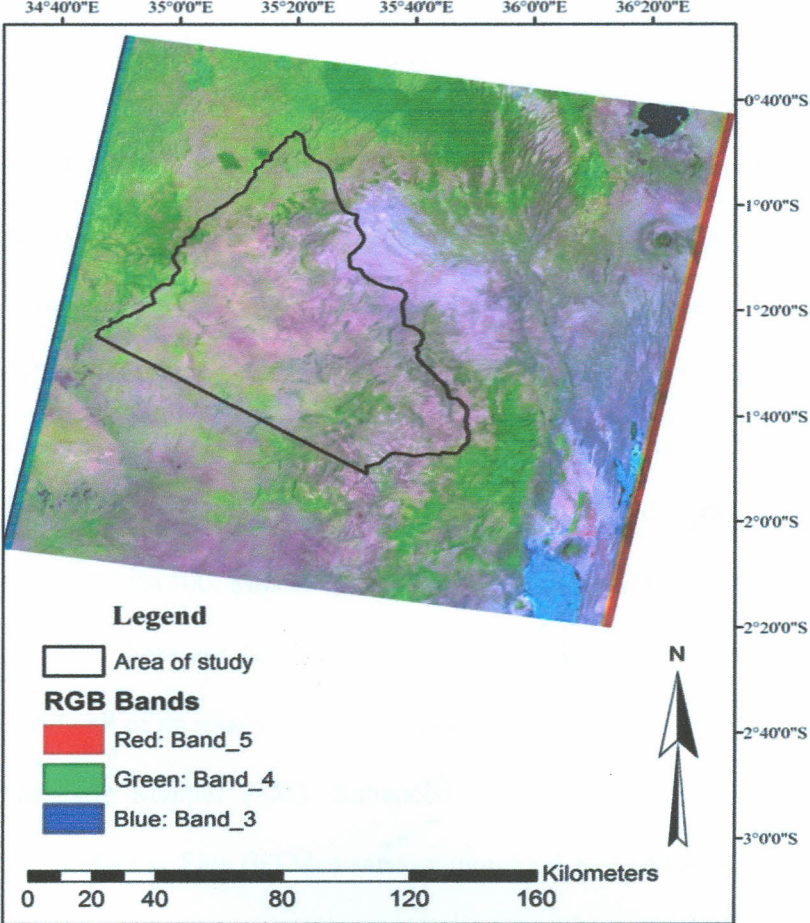 34°40'0"E 35°0'0"E 35°20'0"E 35°40'0"E 36°0'0"E 36°20'0"E
0°40'0"S
1°0'0"S
1°20'0"S
1°40'0"S
2°0'0"S
2°20'0"S
Legend
Area of study
N
RGB Bands
Red: Band_5
2°40'0"S
Green: Band_4
Blue: Band_3
3°0'0"S
Kilometers
0 20 40 80 120 160